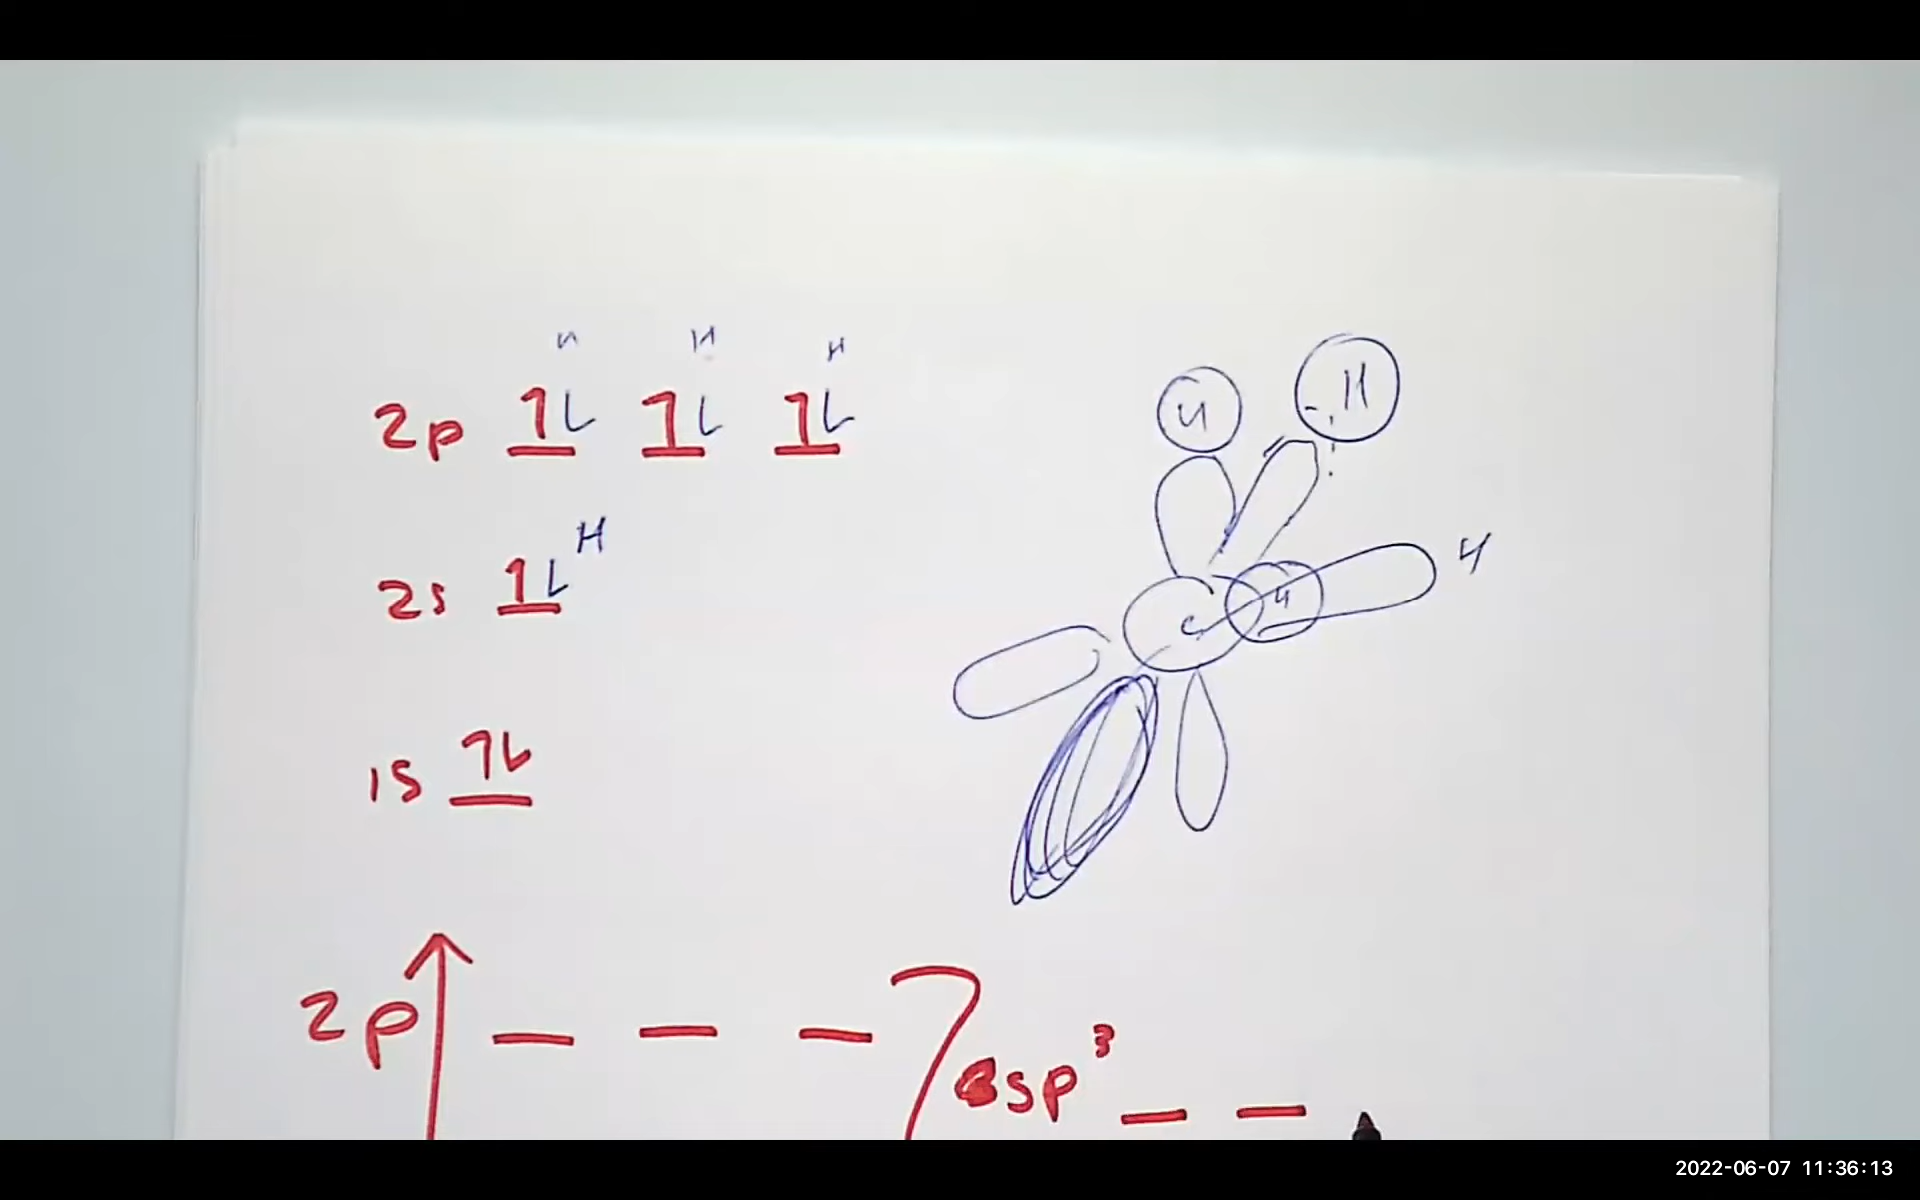 H H H
2p 1L 1L 1L
2s 1L H
1s 1L
H H
C H H
2p
sp³
2022-06-07 11:36:13